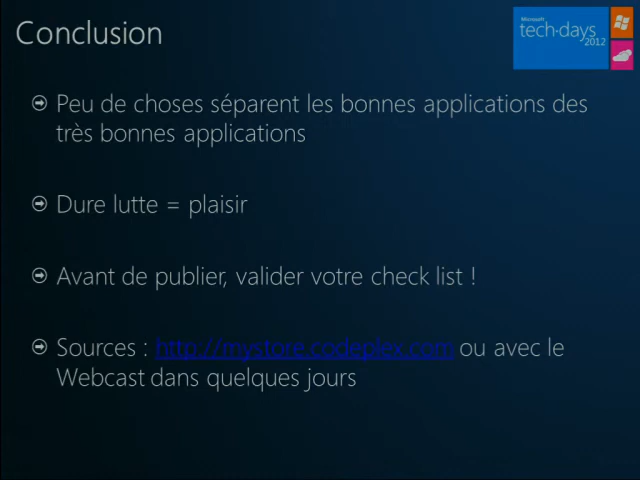 Conclusion
Microsoft
tech·days
2012
Peu de choses séparent les bonnes applications des
très bonnes applications
Dure lutte = plaisir
Avant de publier, valider votre check list !
Sources : http://mystore.codeplex.com ou avec le
Webcast dans quelques jours